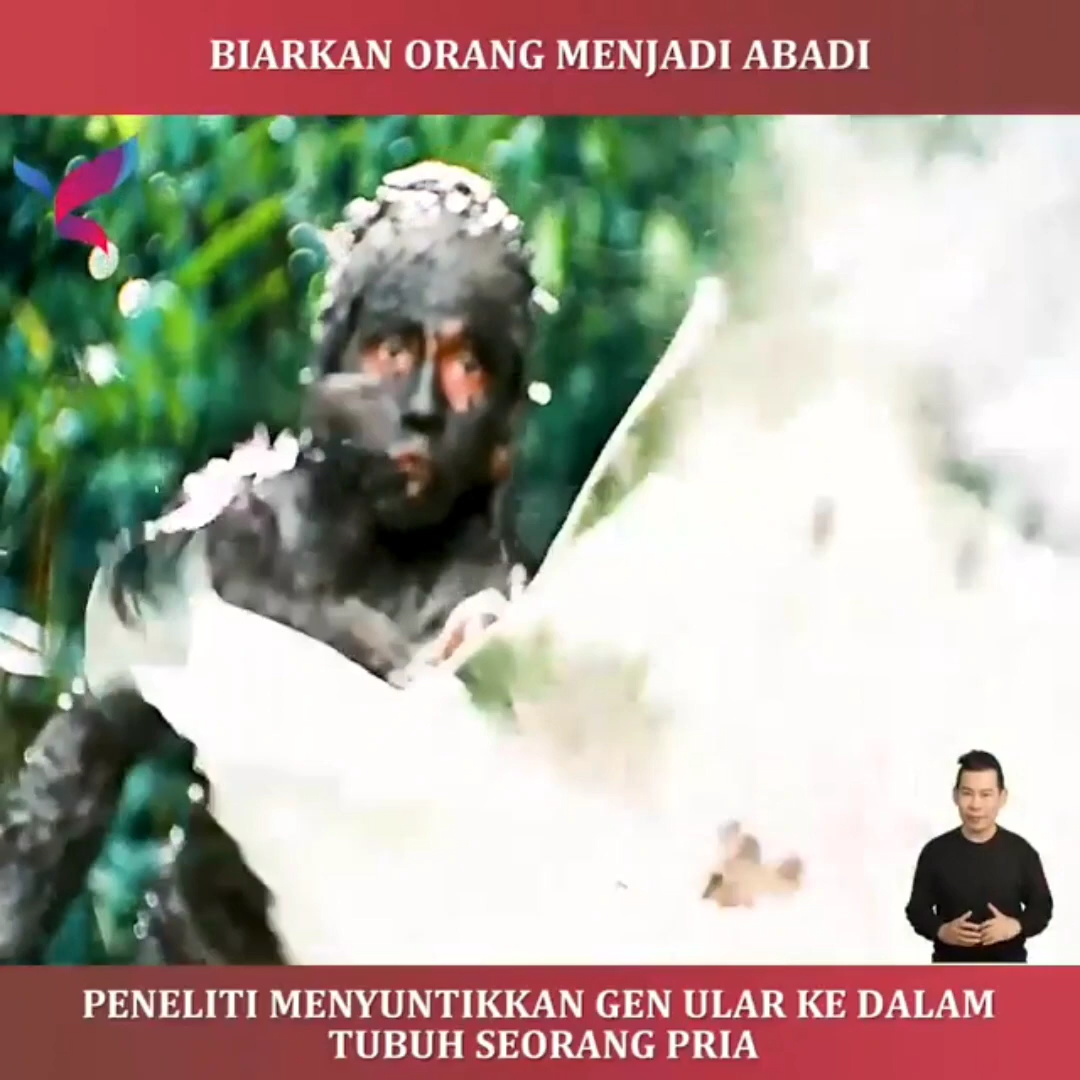 BIARKAN ORANG MENJADI ABADI
PENELITI MENYUNTIKKAN GEN ULAR KE DALAM
TUBUH SEORANG PRIA